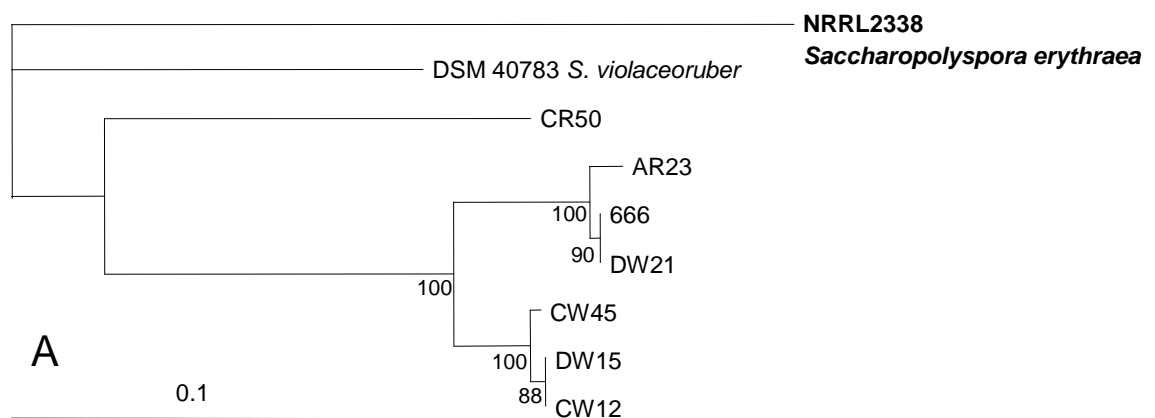 NRRL2338
Saccharopolyspora erythraea
DSM 40783 S. violaceoruber
CR50
AR23
100
666
90
DW21
100
CW45
100
DW15
88
CW12
A
0.1